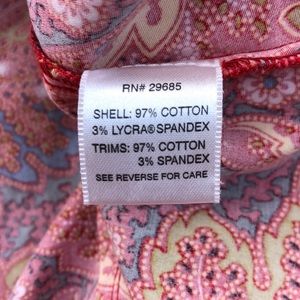 RN# 29685
SHELL: 97% COTTON
3% LYCRA®SPANDEX
TRIMS: 97% COTTON
3% SPANDEX
SEE REVERSE FOR CARE